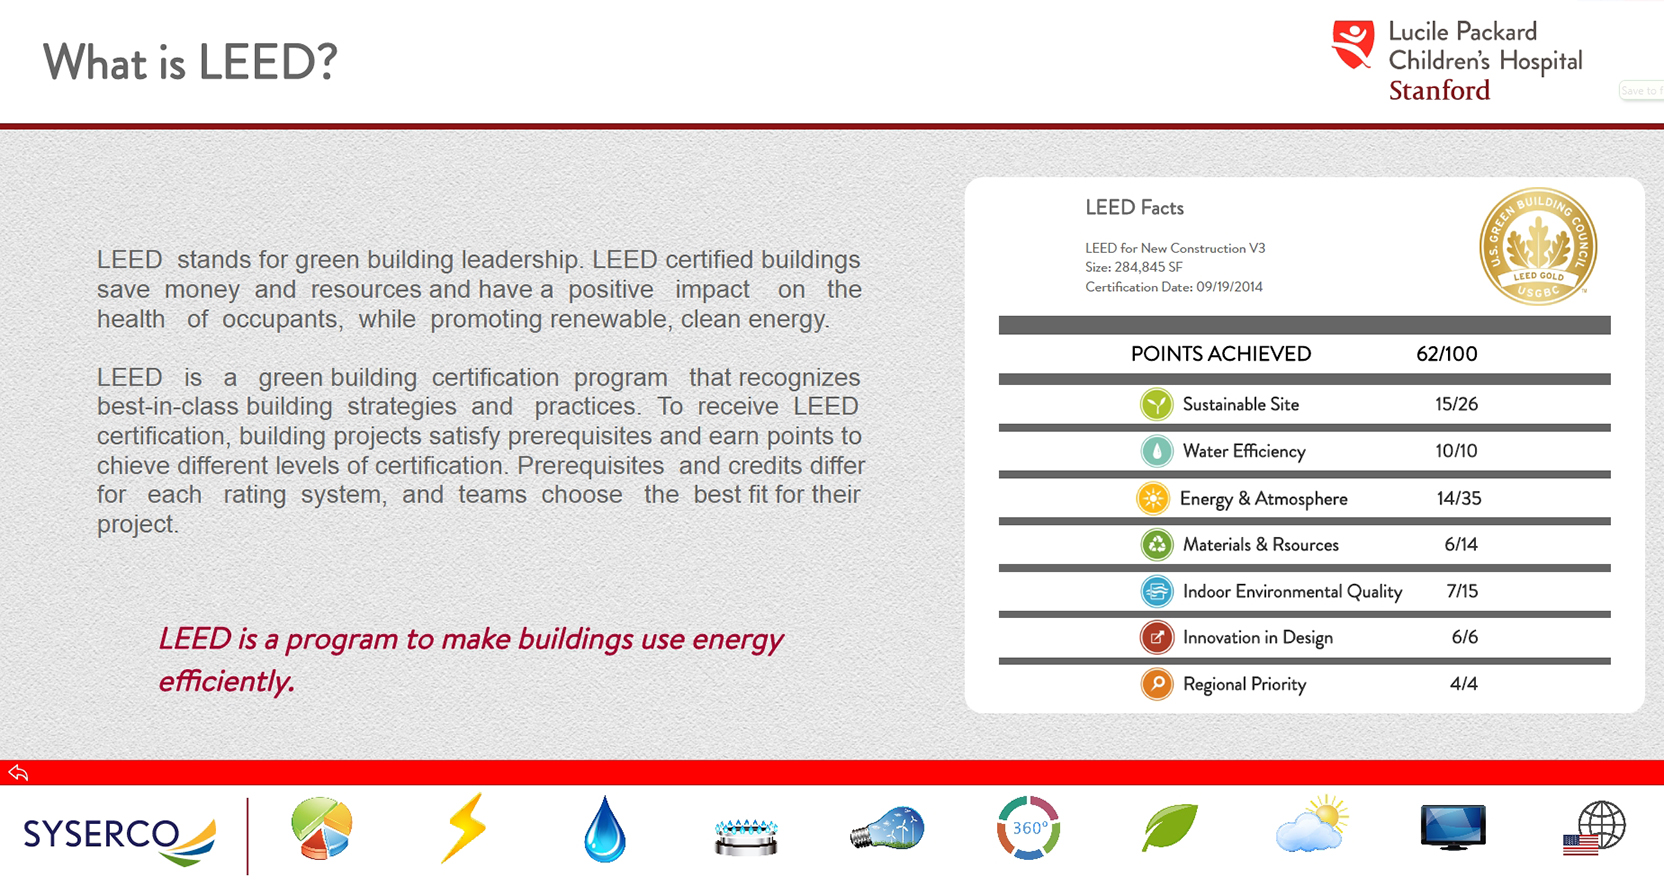 What is LEED?
Lucile Packard
Children's Hospital
Stanford
Save to f
LEED stands for green building leadership. LEED certified buildings
save money and resources and have a positive impact on the
health of occupants, while promoting renewable, clean energy.
LEED is a green building certification program that recognizes
best-in-class building strategies and practices. To receive LEED
certification, building projects satisfy prerequisites and earn points to
chieve different levels of certification. Prerequisites and credits differ
for each rating system, and teams choose the best fit for their
project.
LEED is a program to make buildings use energy
efficiently.
LEED Facts
LEED for New Construction V3
Size: 284,845 SF
Certification Date: 09/19/2014
U.S. GREEN BUILDING COUNCIL
LEED GOLD
USGBC
POINTS ACHIEVED 62/100
Sustainable Site 15/26
Water Efficiency 10/10
Energy & Atmosphere 14/35
Materials & Rsources 6/14
Indoor Environmental Quality 7/15
Innovation in Design 6/6
Regional Priority 4/4
SYSERCO
360°